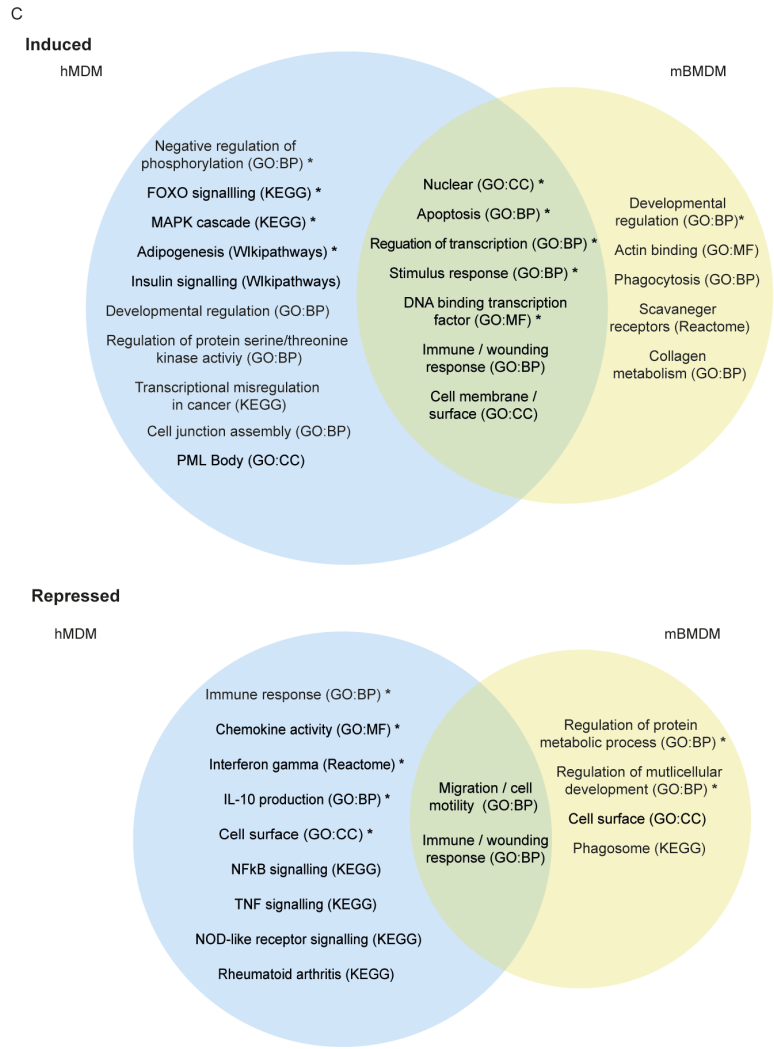 C
Induced
hMDM
mBMDM
Negative regulation of
phosphorylation (GO:BP) *
FOXO signallling (KEGG) *
MAPK cascade (KEGG) *
Adipogenesis (WIkipathways) *
Insulin signalling (WIkipathways)
Developmental regulation (GO:BP)
Regulation of protein serine/threonine
kinase activiy (GO:BP)
Transcriptional misregulation
in cancer (KEGG)
Cell junction assembly (GO:BP)
PML Body (GO:CC)
Nuclear (GO:CC) *
Apoptosis (GO:BP) *
Reguation of transcription (GO:BP) *
Stimulus response (GO:BP) *
DNA binding transcription
factor (GO:MF) *
Immune / wounding
response (GO:BP)
Cell membrane /
surface (GO:CC)
Developmental
regulation (GO:BP)*
Actin binding (GO:MF)
Phagocytosis (GO:BP)
Scavaneger
receptors (Reactome)
Collagen
metabolism (GO:BP)
Repressed
hMDM
mBMDM
Immune response (GO:BP) *
Chemokine activity (GO:MF) *
Interferon gamma (Reactome) *
IL-10 production (GO:BP) *
Cell surface (GO:CC) *
NFkB signalling (KEGG)
TNF signalling (KEGG)
NOD-like receptor signalling (KEGG)
Rheumatoid arthritis (KEGG)
Migration / cell
motility (GO:BP)
Immune / wounding
response (GO:BP)
Regulation of protein
metabolic process (GO:BP) *
Regulation of mutlicellular
development (GO:BP) *
Cell surface (GO:CC)
Phagosome (KEGG)